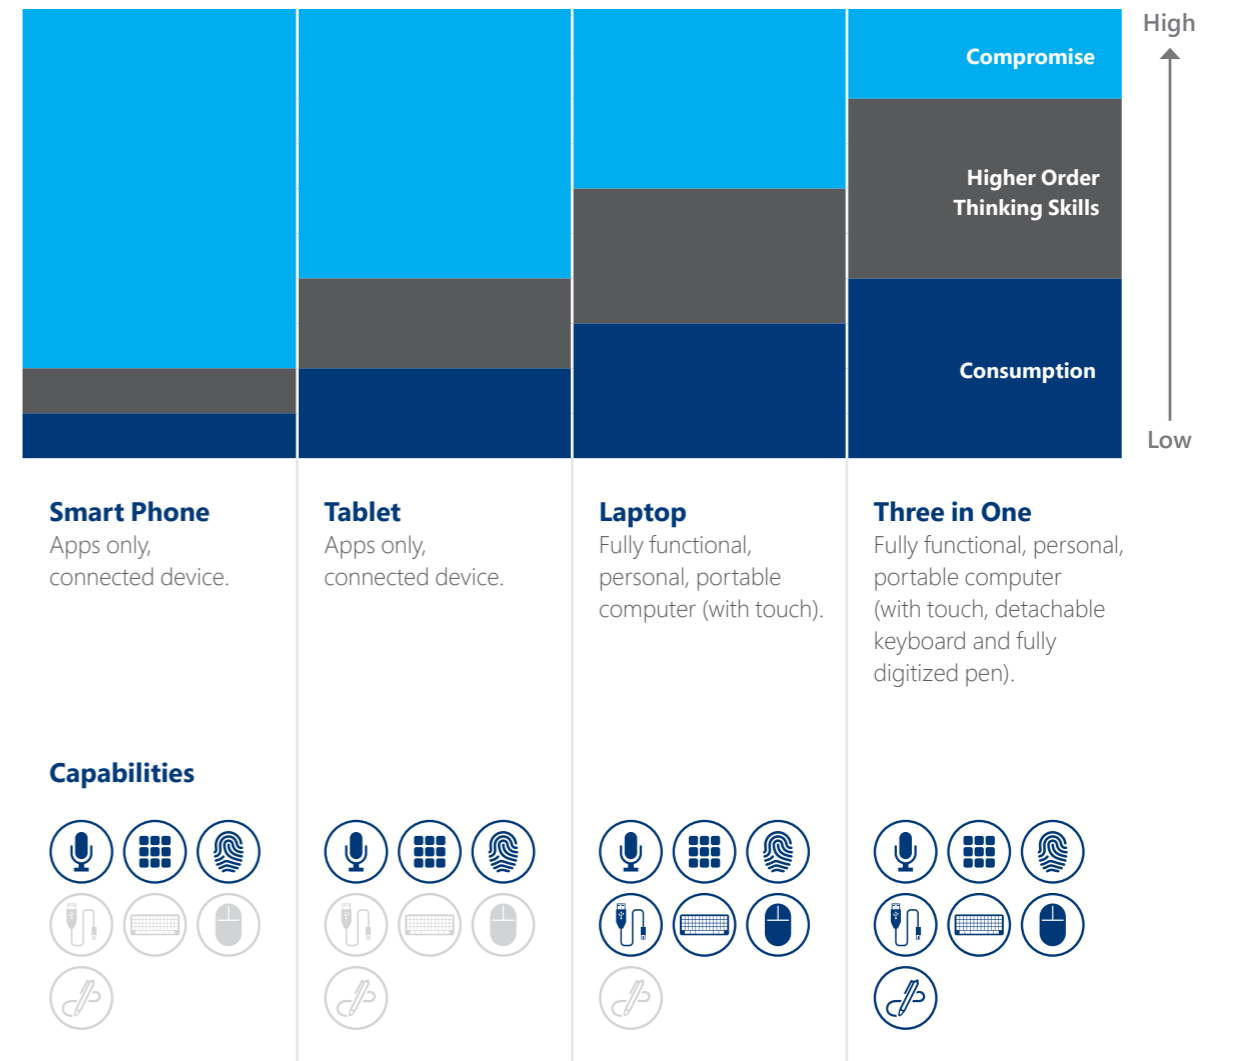 High
Compromise
Higher Order
Thinking Skills
Consumption
Low
Smart Phone
Apps only,
connected device.
Tablet
Apps only,
connected device.
Laptop
Fully functional,
personal, portable
computer (with touch).
Three in One
Fully functional, personal,
portable computer
(with touch, detachable
keyboard and fully
digitized pen).
Capabilities